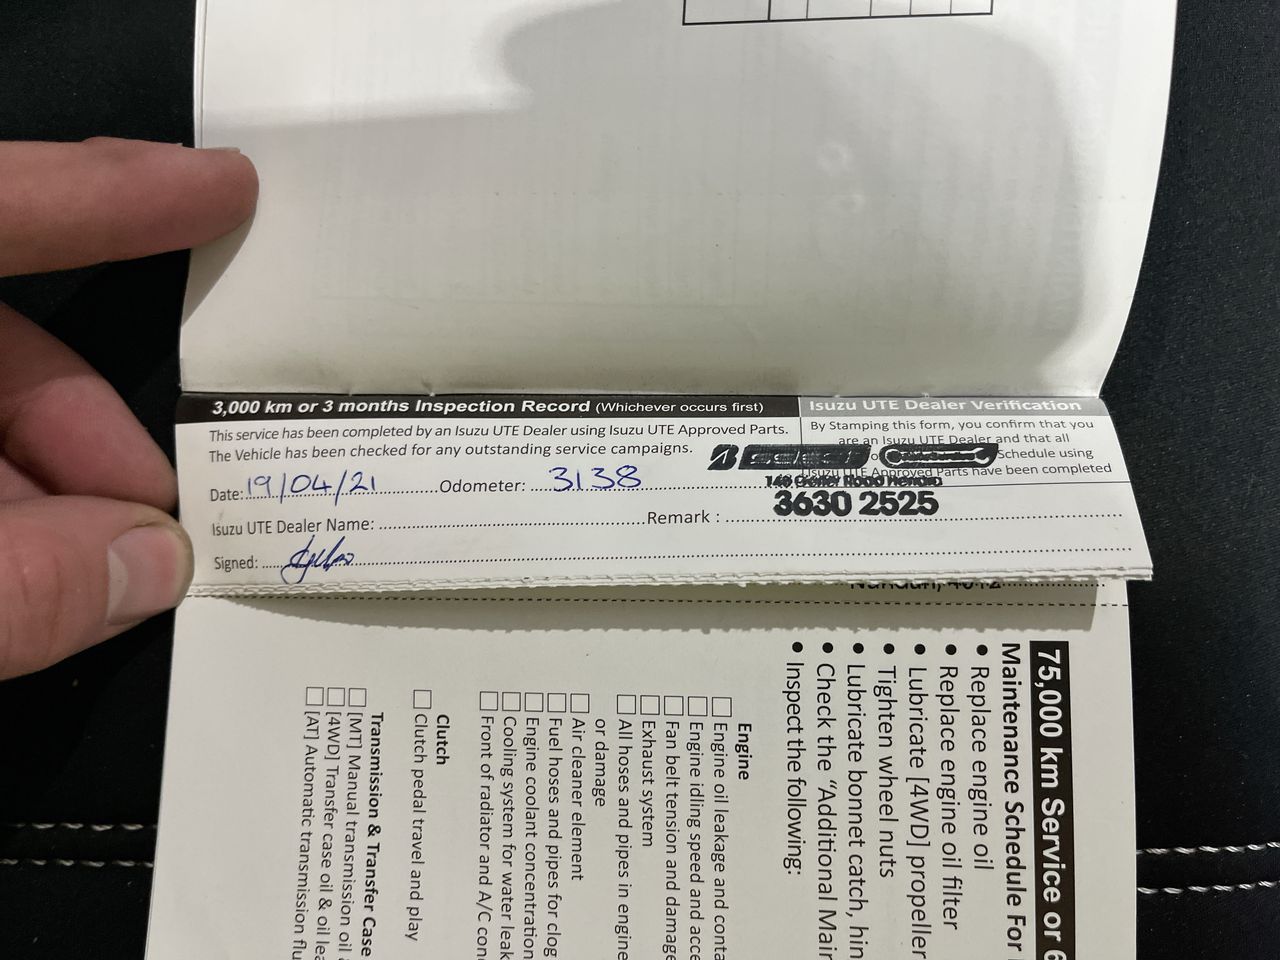 3,000 km or 3 months Inspection Record (Whichever occurs first)
Isuzu UTE Dealer Verification
This service has been completed by an Isuzu UTE Dealer using Isuzu UTE Approved Parts.
The Vehicle has been checked for any outstanding service campaigns.
By Stamping this form, you confirm that you
are an Isuzu UTE Dealer and that all
Schedule using
Isuzu UTE Approved Parts have been completed
Road
3630 2525
Date: 19/04/21 Odometer: 3138
Isuzu UTE Dealer Name: Remark :
Signed:
75,000 km Service or 6
Maintenance Schedule For
• Replace engine oil
• Replace engine oil filter
• Lubricate [4WD] propeller
• Tighten wheel nuts
• Lubricate bonnet catch, hin
• Check the “Additional Mair
• Inspect the following:
Engine
Engine oil leakage and conta
Engine idling speed and acce
Fan belt tension and damage
Exhaust system
All hoses and pipes in engine
or damage
Air cleaner element
Fuel hoses and pipes for clog
Engine coolant concentration
Cooling system for water leak
Front of radiator and A/C con
Clutch
Clutch pedal travel and play
Transmission & Transfer Case
[MT] Manual transmission oil
[4WD] Transfer case oil & oil lea
[AT] Automatic transmission flu